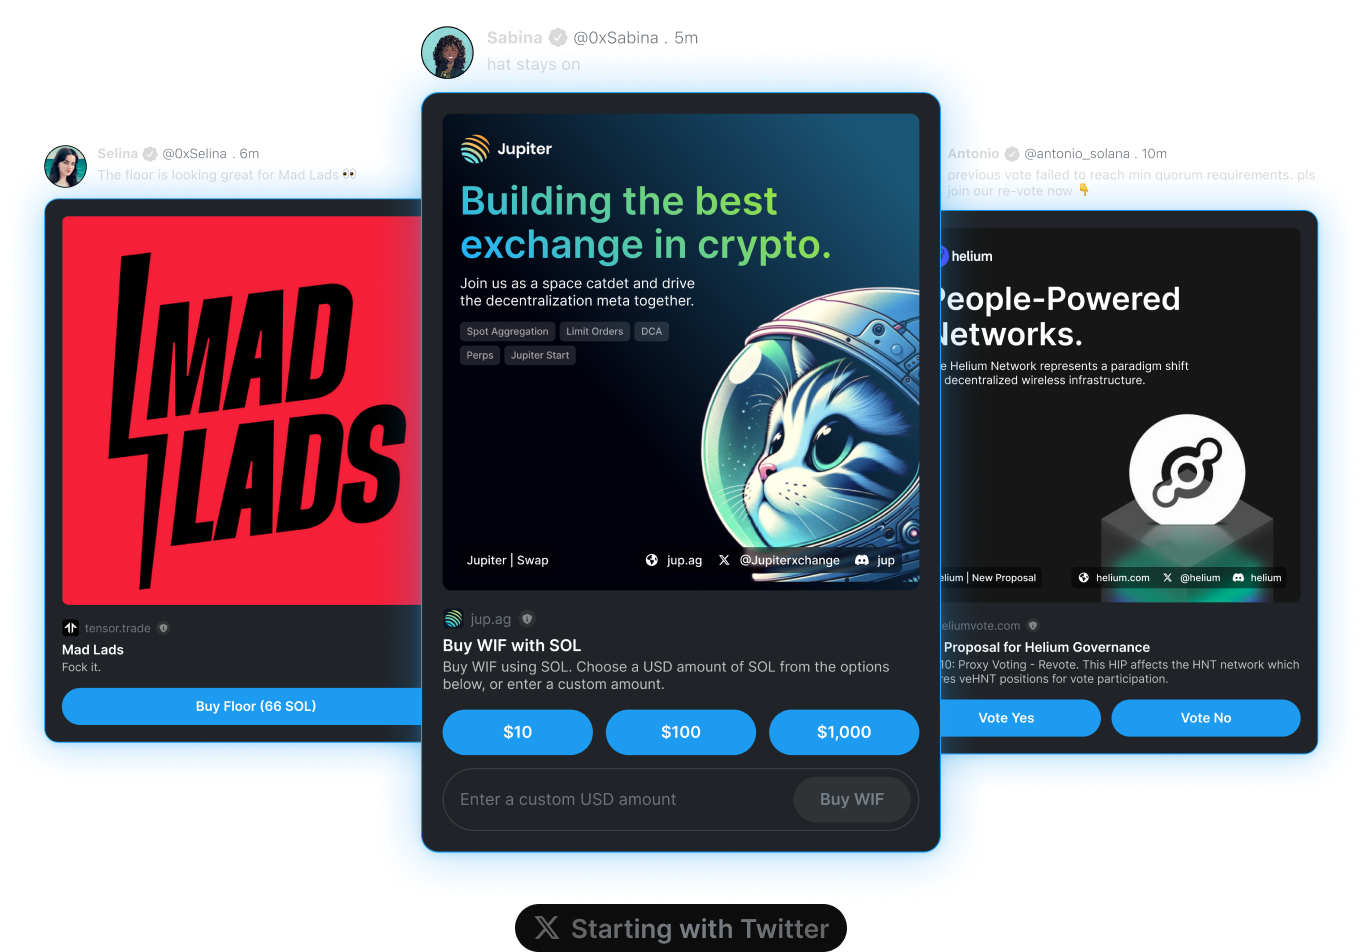 Sabina @0xSabina . 5m
hat stays on
Selina @0xSelina . 6m
The floor is looking great for Mad Lads 👀
MAD
LADS
tensor.trade
Mad Lads
Fock it.
Buy Floor (66 SOL)
Jupiter
Building the best
exchange in crypto.
Join us as a space catdet and drive
the decentralization meta together.
Spot Aggregation Limit Orders DCA
Perps Jupiter Start
Jupiter | Swap jup.ag @Jupiterxchange jup
jup.ag
Buy WIF with SOL
Buy WIF using SOL. Choose a USD amount of SOL from the options
below, or enter a custom amount.
$10 $100 $1,000
Enter a custom USD amount Buy WIF
Antonio @antonio_solana . 10m
previous vote failed to reach min quorum requirements. pls
join our re-vote now 👇
helium
People-Powered
Networks.
e Helium Network represents a paradigm shift
decentralized wireless infrastructure.
elium | New Proposal helium.com @helium helium
eliumvote.com
Proposal for Helium Governance
10: Proxy Voting - Revote. This HIP affects the HNT network which
res veHNT positions for vote participation.
Vote Yes Vote No
Starting with Twitter